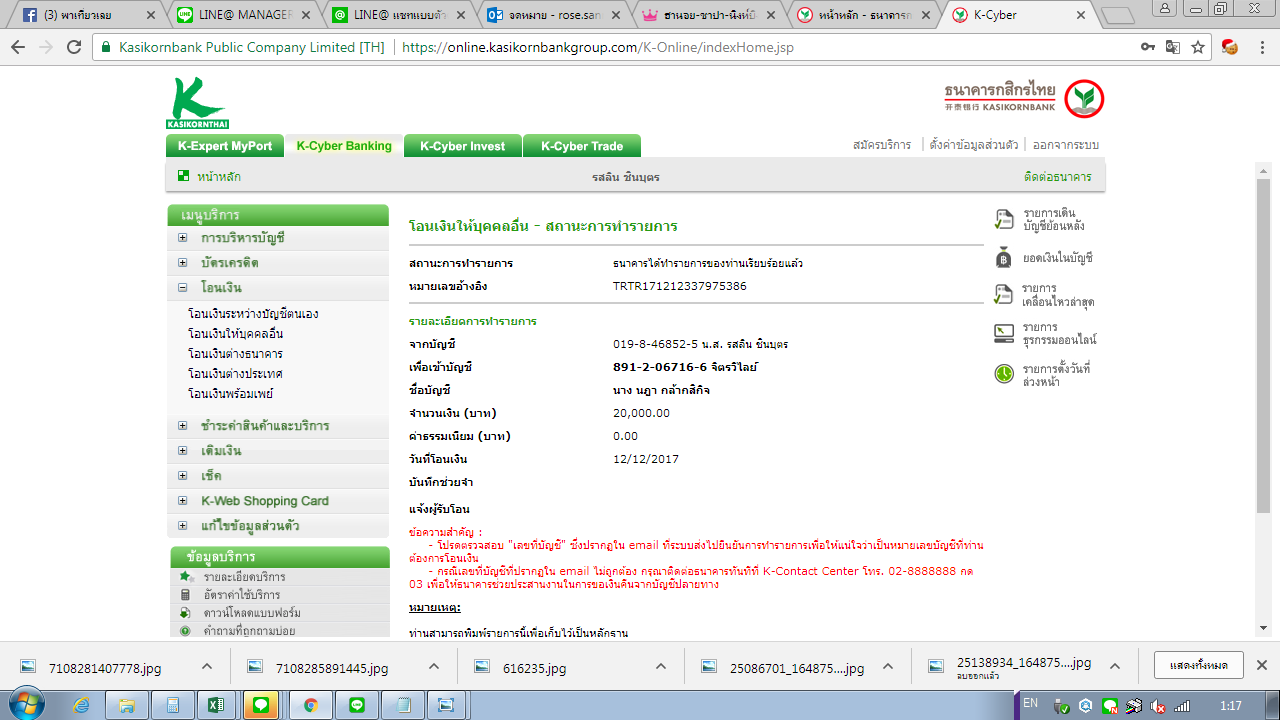 (3) พาเที่ยวเลย
LINE@ MANAGER
LINE@ แชทแบบตัว
จดหมาย - rose.san
ฮานอย-ซาปา-นิงห์บิ
หน้าหลัก - ธนาคารก
K-Cyber
Kasikornbank Public Company Limited [TH]
https://online.kasikornbankgroup.com/K-Online/indexHome.jsp
KASIKORNTHAI
ธนาคารกสิกรไทย
开泰银行 KASIKORNBANK
K-Expert MyPort
K-Cyber Banking
K-Cyber Invest
K-Cyber Trade
สมัครบริการ
ตั้งค่าข้อมูลส่วนตัว
ออกจากระบบ
หน้าหลัก
รสลิน ชินบุตร
ติดต่อธนาคาร
เมนูบริการ
การบริหารบัญชี
บัตรเครดิต
โอนเงิน
โอนเงินระหว่างบัญชีตนเอง
โอนเงินให้บุคคลอื่น
โอนเงินต่างธนาคาร
โอนเงินต่างประเทศ
โอนเงินพร้อมเพย์
ชำระค่าสินค้าและบริการ
เติมเงิน
เช็ค
K-Web Shopping Card
แก้ไขข้อมูลส่วนตัว
ข้อมูลบริการ
รายละเอียดบริการ
อัตราค่าใช้บริการ
ดาวน์โหลดแบบฟอร์ม
คำถามที่ถูกถามบ่อย
โอนเงินให้บุคคลอื่น - สถานะการทำรายการ
สถานะการทำรายการ ธนาคารได้ทำรายการของท่านเรียบร้อยแล้ว
หมายเลขอ้างอิง TRTR171212337975386
รายละเอียดการทำรายการ
จากบัญชี 019-8-46852-5 น.ส. รสลิน ชินบุตร
เพื่อเข้าบัญชี 891-2-06716-6 จิตรวิไลย์
ชื่อบัญชี นาง นฎา กล้ากสิกิจ
จำนวนเงิน (บาท) 20,000.00
ค่าธรรมเนียม (บาท) 0.00
วันที่โอนเงิน 12/12/2017
บันทึกช่วยจำ
แจ้งผู้รับโอน
ข้อความสำคัญ :
- โปรดตรวจสอบ "เลขที่บัญชี" ซึ่งปรากฏใน email ที่ระบบส่งไปยืนยันการทำรายการเพื่อให้แน่ใจว่าเป็นหมายเลขบัญชีที่ท่าน
ต้องการโอนเงิน
- กรณีเลขที่บัญชีที่ปรากฏใน email ไม่ถูกต้อง กรุณาติดต่อธนาคารทันทีที่ K-Contact Center โทร. 02-8888888 กด
03 เพื่อให้ธนาคารช่วยประสานงานในการขอเงินคืนจากบัญชีปลายทาง
หมายเหตุ:
ท่านสามารถพิมพ์รายการนี้เพื่อเก็บไว้เป็นหลักฐาน
รายการเดิน
บัญชีย้อนหลัง
ยอดเงินในบัญชี
รายการ
เคลื่อนไหวล่าสุด
รายการ
ธุรกรรมออนไลน์
รายการตั้งวันที่
ล่วงหน้า
7108281407778.jpg
7108285891445.jpg
616235.jpg
25086701_164875....jpg
25138934_164875....jpg
ลบออกแล้ว
แสดงทั้งหมด
EN
1:17